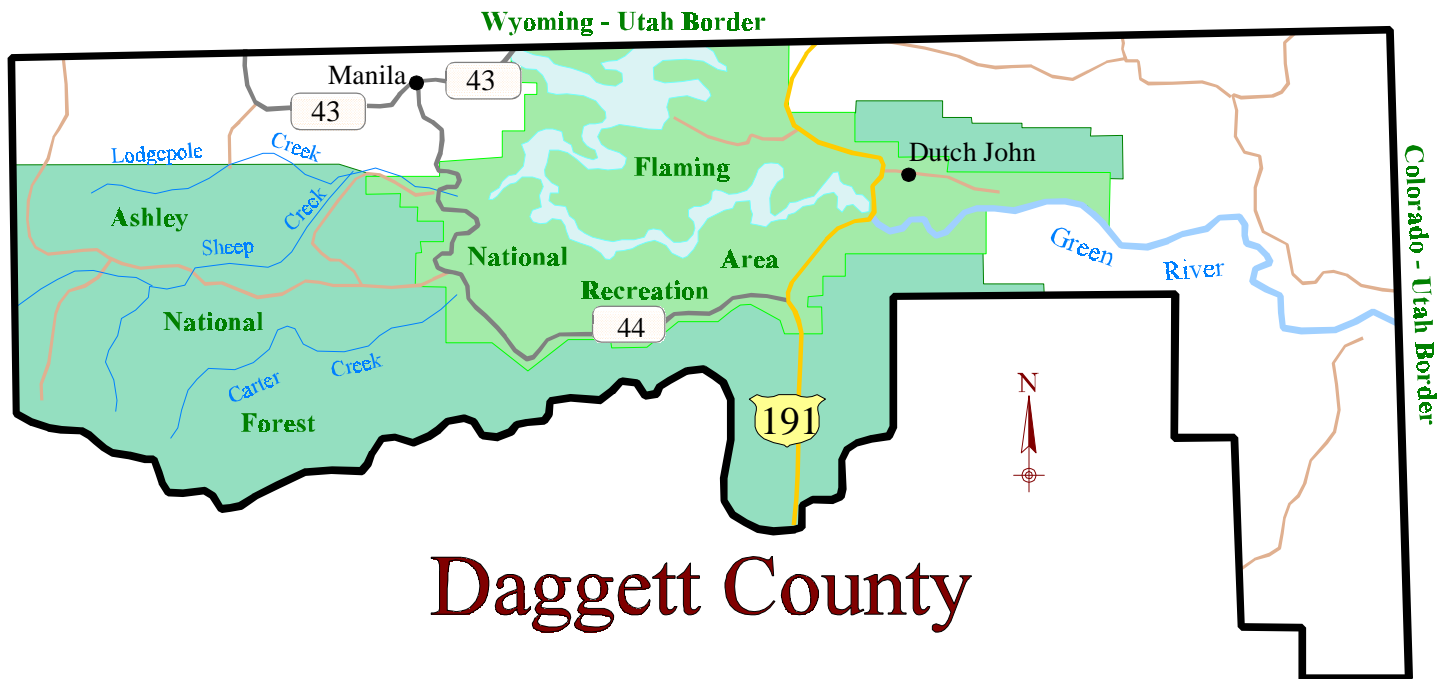 Wyoming - Utah Border
Manila
43
43
Lodgepole
Creek
Flaming
Dutch John
Colorado - Utah Border
Ashley
Creek
Sheep
National
Area
Green
River
Recreation
National
44
Carter
Creek
Forest
191
N
Daggett County